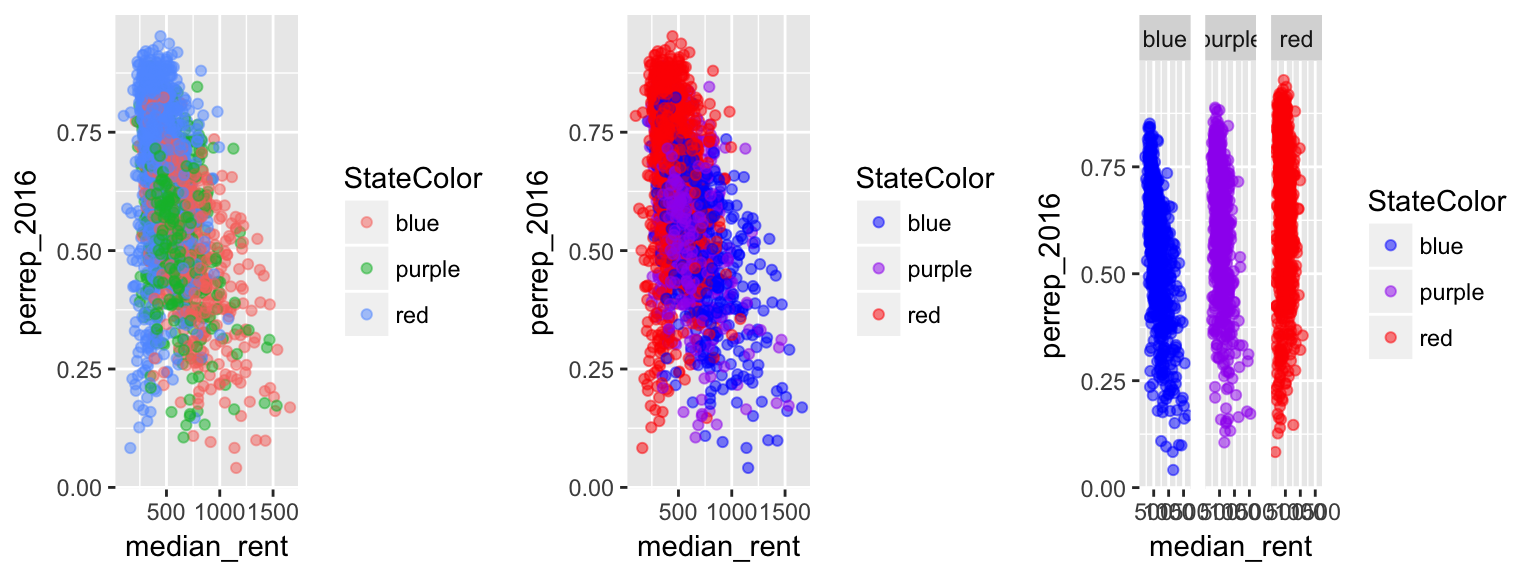 0.75
0.50
0.25
0.00
perrep_2016
500 1000 1500
median_rent
StateColor
blue
purple
red
0.75
0.50
0.25
0.00
perrep_2016
500 1000 1500
median_rent
StateColor
blue
purple
red
blue purple red
0.75
0.50
0.25
0.00
perrep_2016
median_rent
StateColor
blue
purple
red